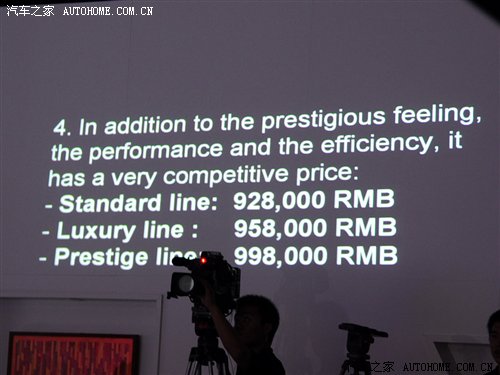 汽车之家 AUTOHOME.COM.CN
4. In addition to the prestigious feeling,
the performance and the efficiency, it
has a very competitive price:
- Standard line: 928,000 RMB
- Luxury line : 958,000 RMB
- Prestige line 998,000 RMB
汽车之家 AUTOHOME.COM.CN